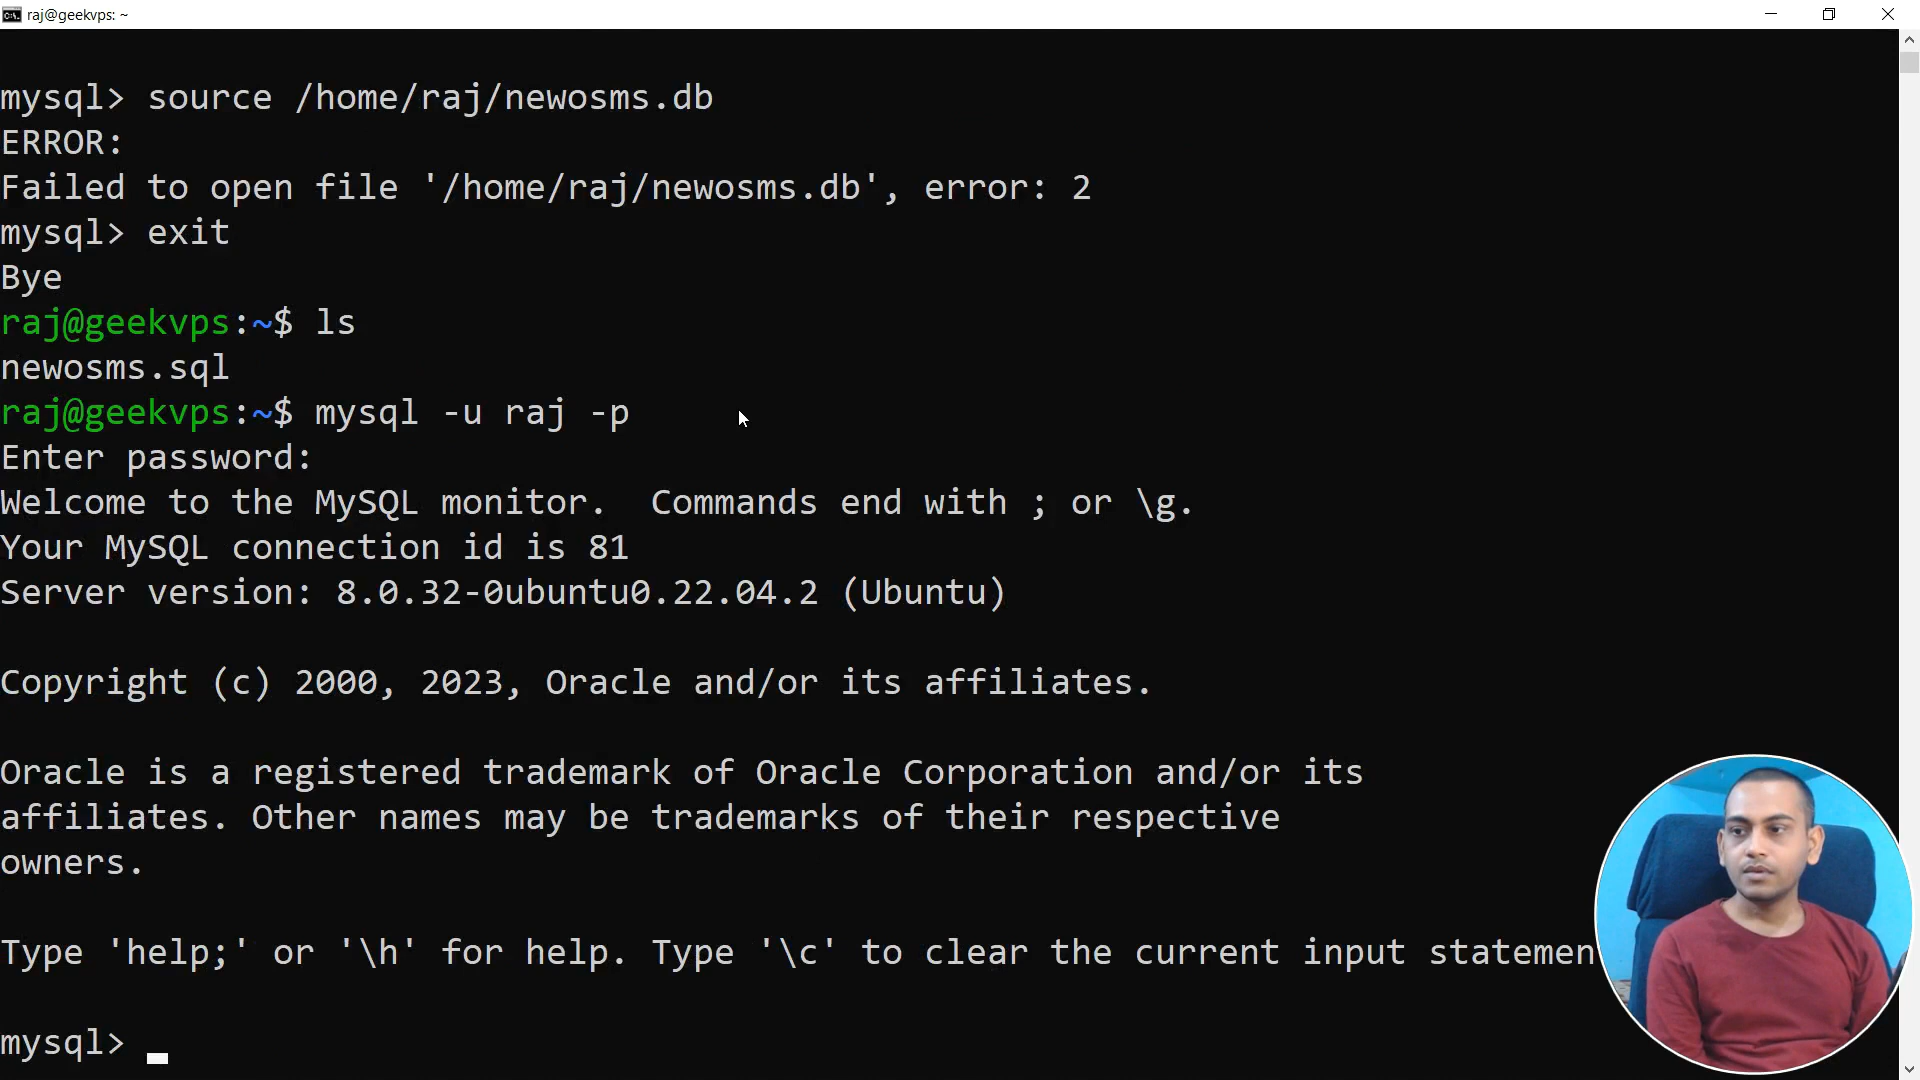 raj@geekvps: ~
mysql> source /home/raj/newosms.db
ERROR:
Failed to open file '/home/raj/newosms.db', error: 2
mysql> exit
Bye
raj@geekvps:~$ ls
newosms.sql
raj@geekvps:~$ mysql -u raj -p
Enter password:
Welcome to the MySQL monitor.  Commands end with ; or \g.
Your MySQL connection id is 81
Server version: 8.0.32-0ubuntu0.22.04.2 (Ubuntu)
Copyright (c) 2000, 2023, Oracle and/or its affiliates.
Oracle is a registered trademark of Oracle Corporation and/or its
affiliates. Other names may be trademarks of their respective
owners.
Type 'help;' or '\h' for help. Type '\c' to clear the current input statemen
mysql>